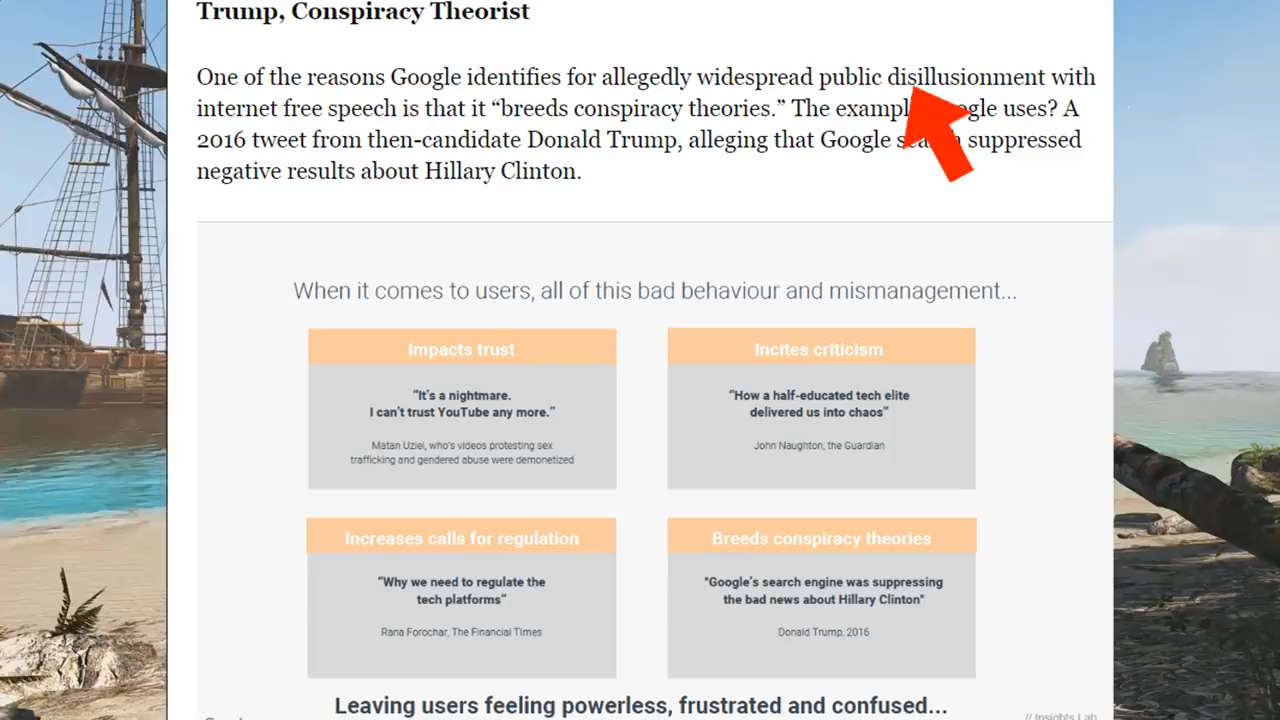 Trump, Conspiracy Theorist
One of the reasons Google identifies for allegedly widespread public disillusionment with
internet free speech is that it “breeds conspiracy theories.” The uses? A
2016 tweet from then-candidate Donald Trump, alleging that Google suppressed
negative results about Hillary Clinton.
When it comes to users, all of this bad behaviour and mismanagement...
Impacts trust
Incites criticism
“It's a nightmare.
I can't trust YouTube any more.”
“How a half-educated tech elite
delivered us into chaos”
Matan Uziel, who's videos protesting sex
trafficking and gendered abuse were demonetized
John Naughton, the Guardian
Increases calls for regulation
Breeds conspiracy theories
“Why we need to regulate the
tech platforms”
"Google's search engine was suppressing
the bad news about Hillary Clinton"
Rana Forochar, The Financial Times
Donald Trump, 2016
Leaving users feeling powerless, frustrated and confused...
// Insights Lab